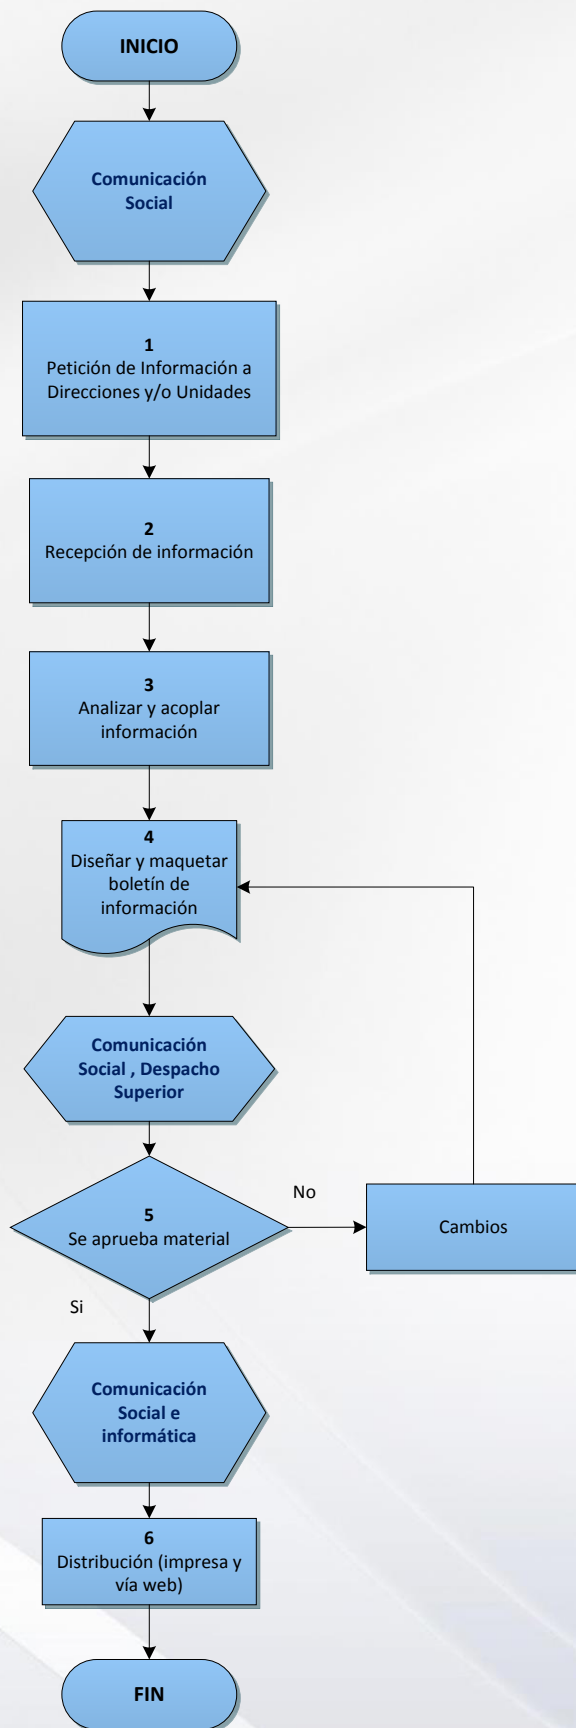 INICIO
Comunicación
Social
1
Petición de Información a
Direcciones y/o Unidades
2
Recepción de información
3
Analizar y acoplar
información
4
Diseñar y maquetar
boletín de
información
Comunicación
Social , Despacho
Superior
5
Se aprueba material
No
Cambios
Si
Comunicación
Social e
informática
6
Distribución (impresa y
vía web)
FIN